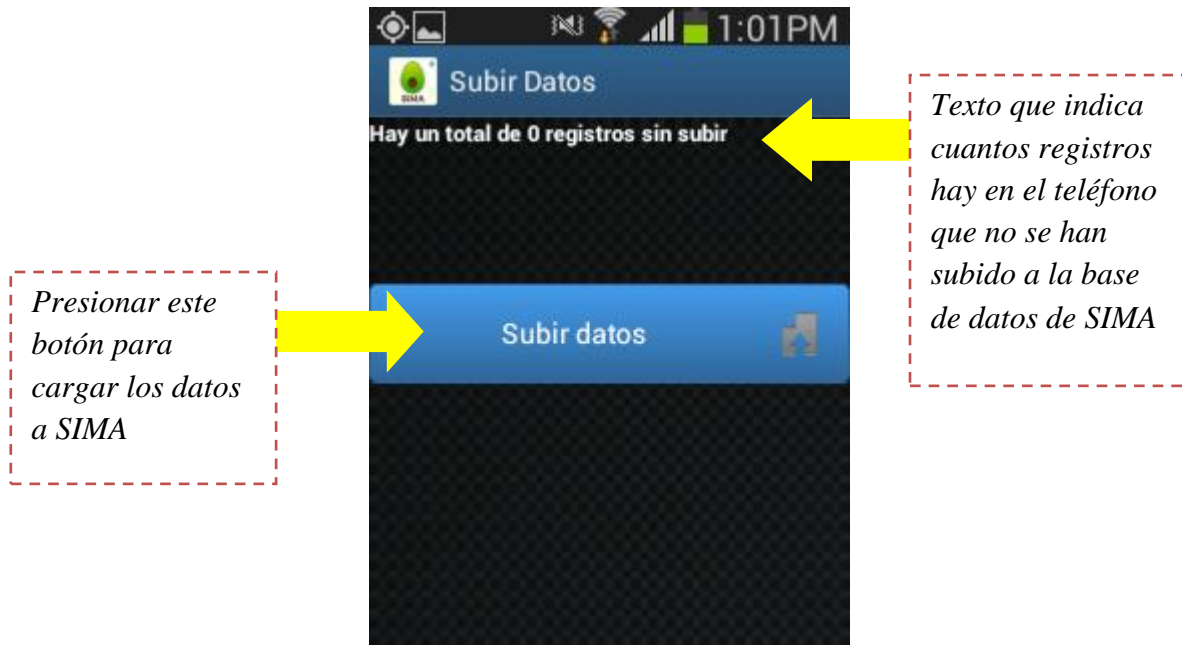 1:01PM
SIMA
Subir Datos
Hay un total de 0 registros sin subir
Texto que indica
cuantos registros
hay en el teléfono
que no se han
subido a la base
de datos de SIMA
Presionar este
botón para
cargar los datos
a SIMA
Subir datos